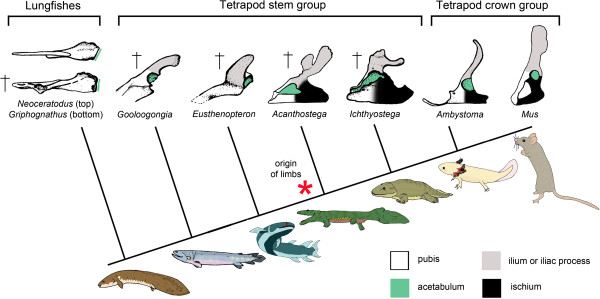 Lungfishes
Tetrapod stem group
Tetrapod crown group
†
†
†
†
†
Neoceratodus (top)
Griphognathus (bottom)
Gooloogongia
Eusthenopteron
Acanthostega
Ichthyostega
Ambystoma
Mus
origin
of limbs
*
pubis
ilium or iliac process
acetabulum
ischium